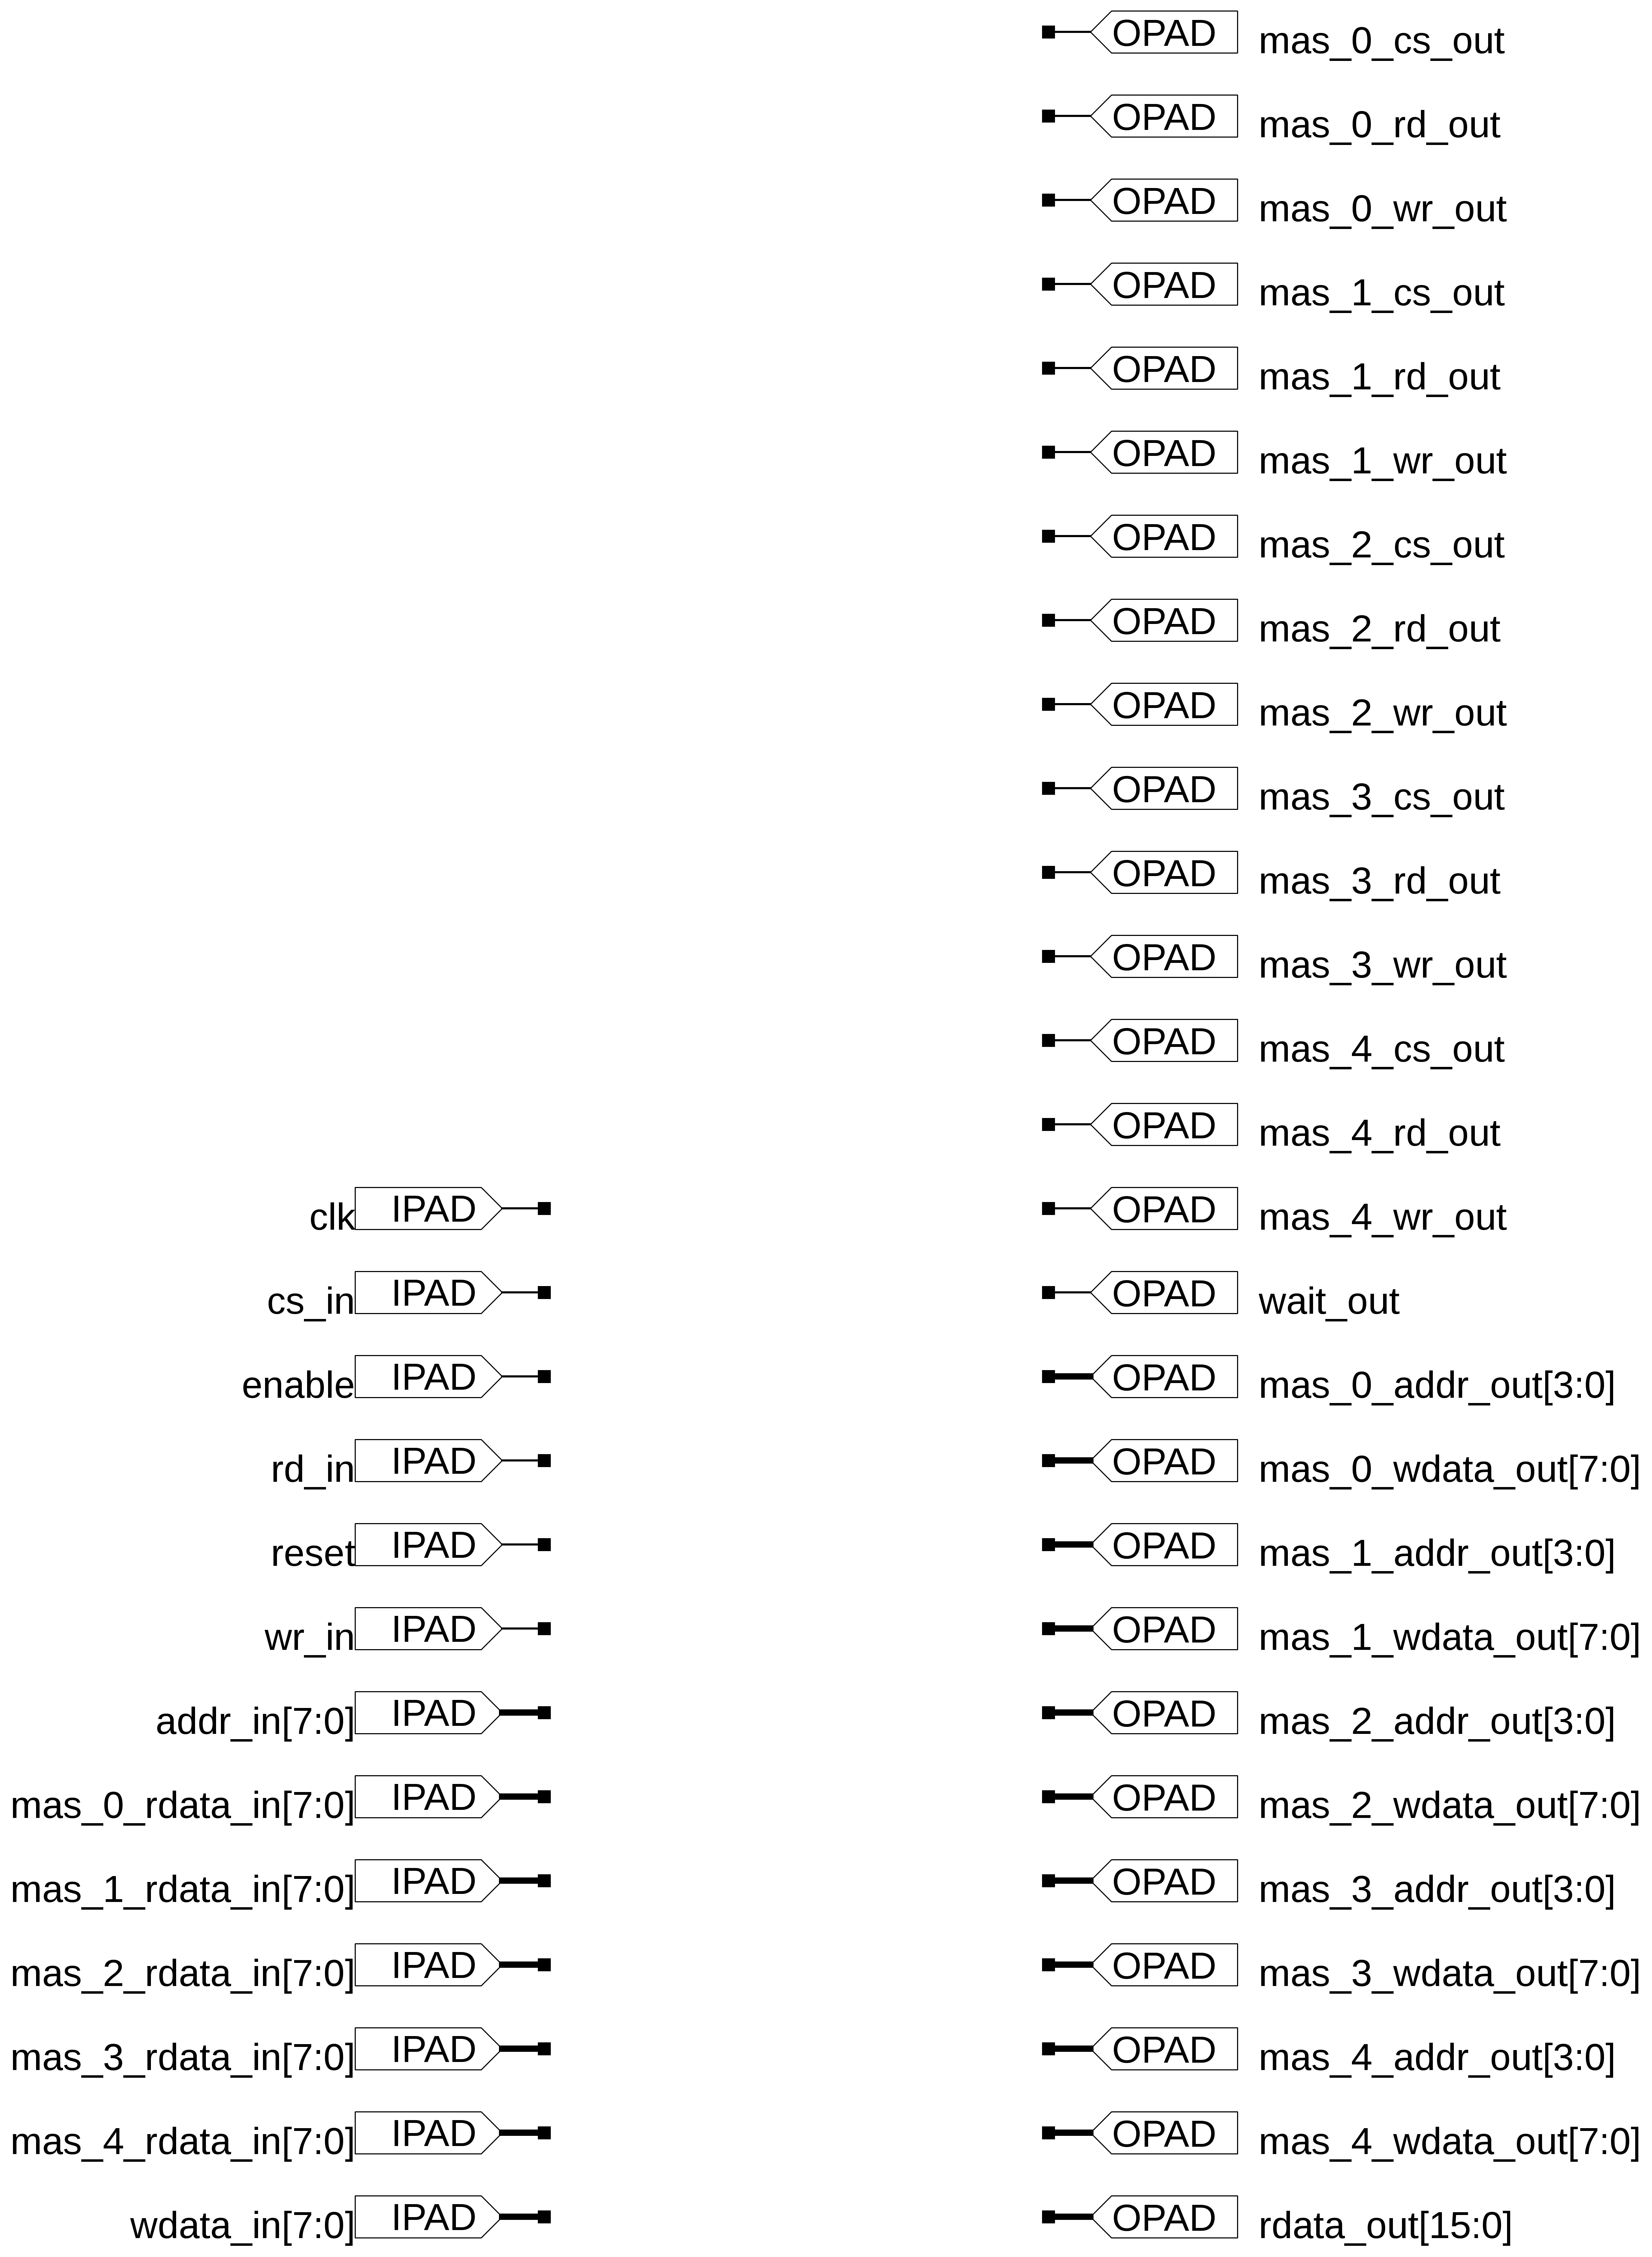 OPAD mas_0_cs_out
OPAD mas_0_rd_out
OPAD mas_0_wr_out
OPAD mas_1_cs_out
OPAD mas_1_rd_out
OPAD mas_1_wr_out
OPAD mas_2_cs_out
OPAD mas_2_rd_out
OPAD mas_2_wr_out
OPAD mas_3_cs_out
OPAD mas_3_rd_out
OPAD mas_3_wr_out
OPAD mas_4_cs_out
OPAD mas_4_rd_out
clk IPAD OPAD mas_4_wr_out
cs_in IPAD OPAD wait_out
enable IPAD OPAD mas_0_addr_out[3:0]
rd_in IPAD OPAD mas_0_wdata_out[7:0]
reset IPAD OPAD mas_1_addr_out[3:0]
wr_in IPAD OPAD mas_1_wdata_out[7:0]
addr_in[7:0] IPAD OPAD mas_2_addr_out[3:0]
mas_0_rdata_in[7:0] IPAD OPAD mas_2_wdata_out[7:0]
mas_1_rdata_in[7:0] IPAD OPAD mas_3_addr_out[3:0]
mas_2_rdata_in[7:0] IPAD OPAD mas_3_wdata_out[7:0]
mas_3_rdata_in[7:0] IPAD OPAD mas_4_addr_out[3:0]
mas_4_rdata_in[7:0] IPAD OPAD mas_4_wdata_out[7:0]
wdata_in[7:0] IPAD OPAD rdata_out[15:0]